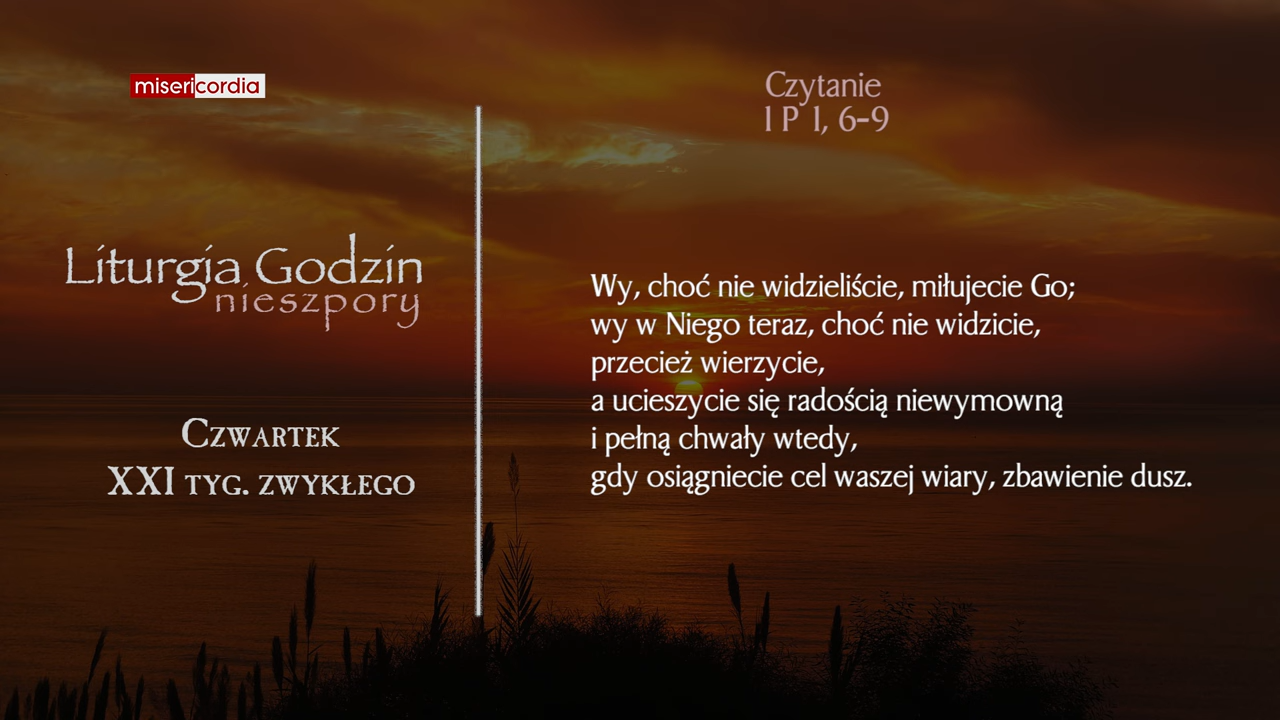 misericordia
Liturgia Godzin
nieszpory
Czwartek
XXI tyg. zwykłego
Czytanie
1 P 1, 6-9
Wy, choć nie widzieliście, miłujecie Go;
wy w Niego teraz, choć nie widzicie,
przecież wierzycie,
a ucieszycie się radością niewymowną
i pełną chwały wtedy,
gdy osiągniecie cel waszej wiary, zbawienie dusz.